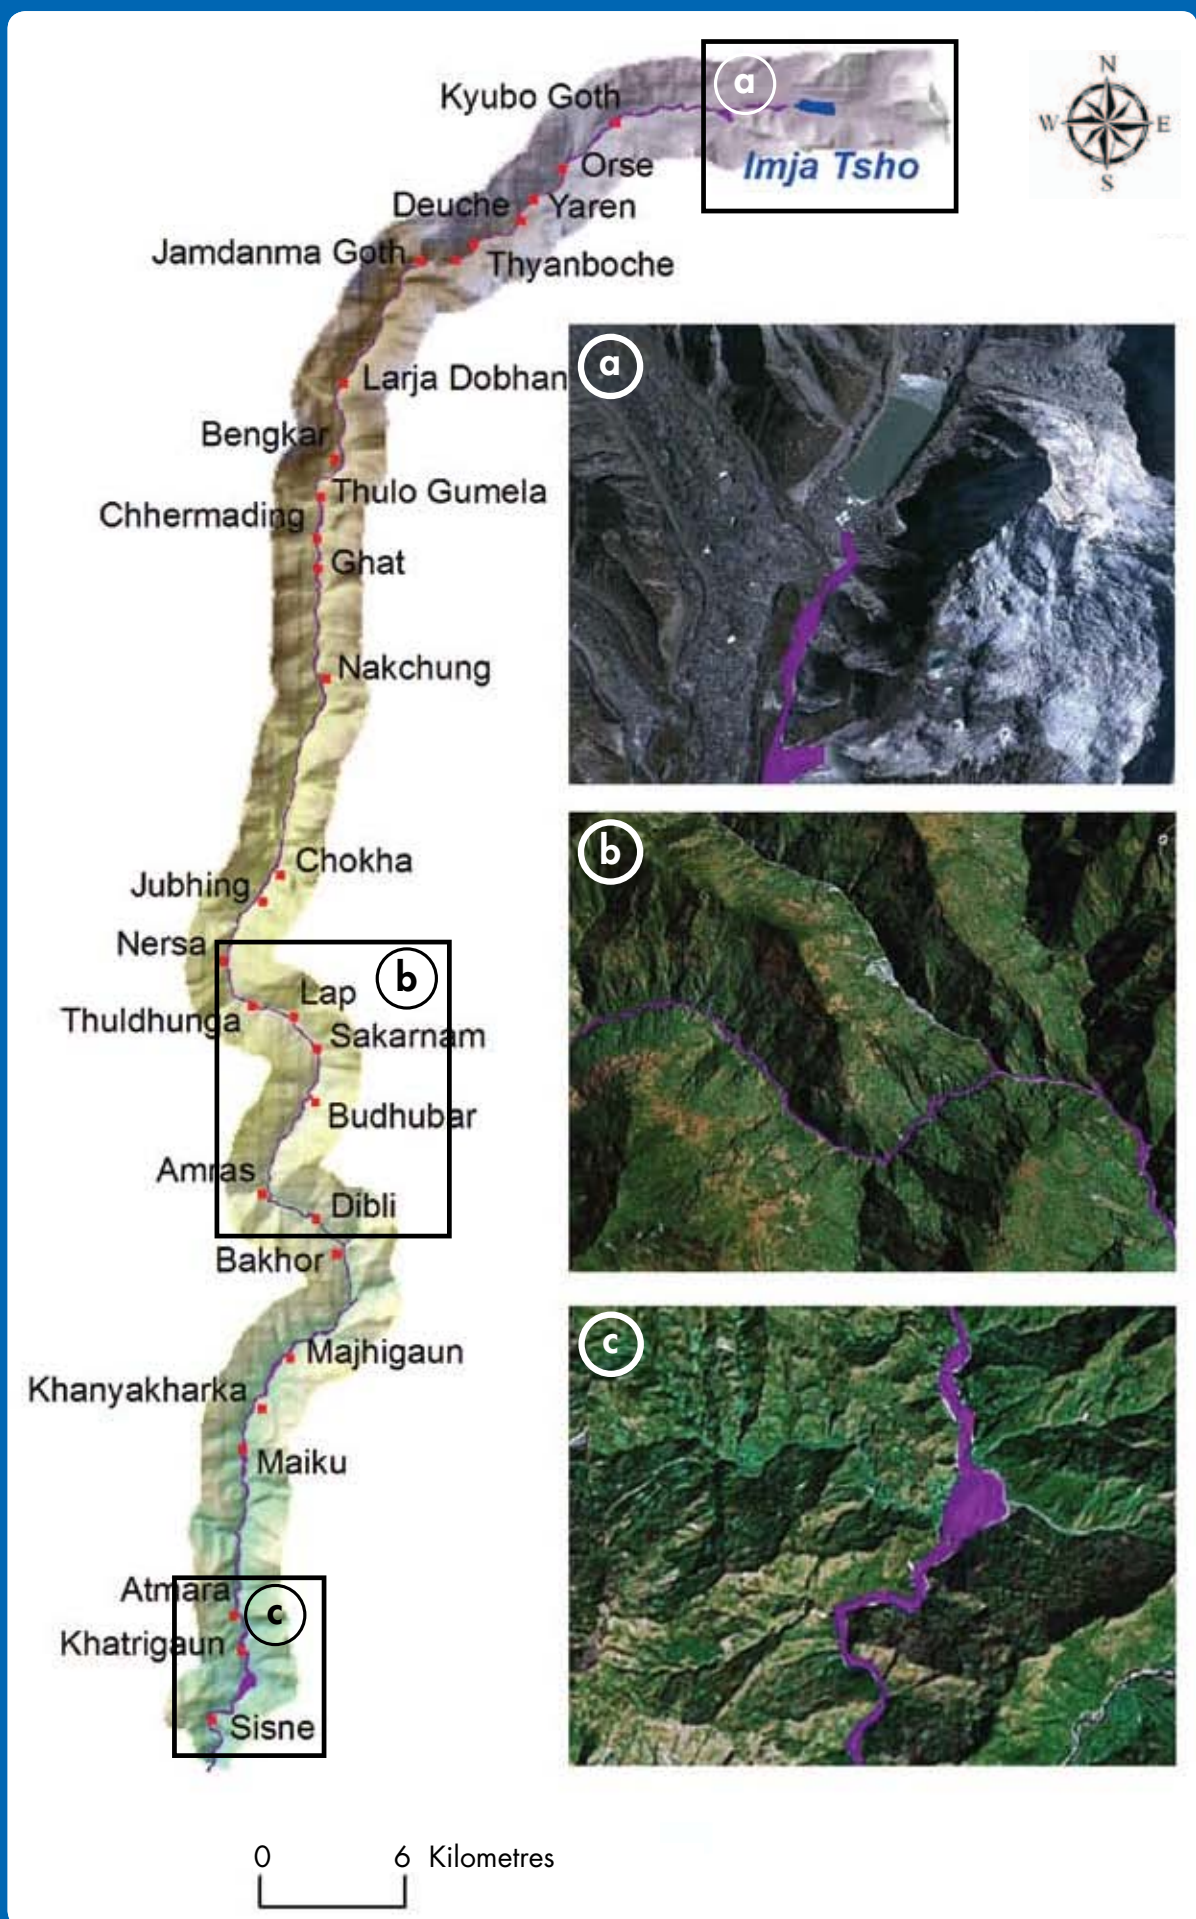 a
N
Kyubo Goth
W E
Orse
Imja Tsho
S
Deuche Yaren
Jamdanma Goth
Thyanboche
a
Larja Dobhan
Bengkar
Thulo Gumela
Chhermading
Ghat
Nakchung
b
Chokha
Jubhing
Nersa
b
Lap
Thuldhunga
Sakarnam
Budhubar
Amras
Dibli
Bakhor
c
Majhigaun
Khanyakharka
Maiku
Atmara
c
Khatrigaun
Sisne
0 6 Kilometres